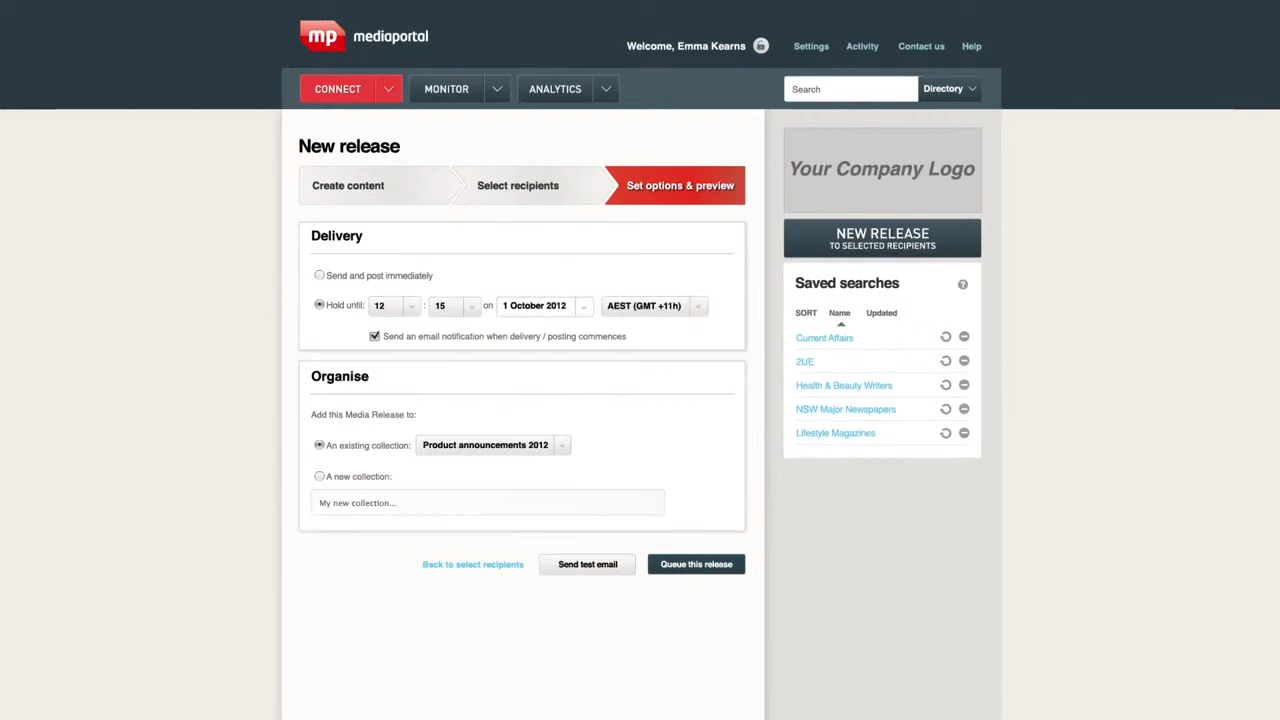 mp mediaportal
Welcome, Emma Kearns
Settings Activity Contact us Help
CONNECT MONITOR ANALYTICS
Search Directory
New release
Create content Select recipients Set options & preview
Delivery
Send and post immediately
Hold until: 12 : 15 on 1 October 2012 AEST (GMT +11h)
Send an email notification when delivery / posting commences
Organise
Add this Media Release to:
An existing collection: Product announcements 2012
A new collection:
My new collection...
Back to select recipients Send test email Queue this release
Your Company Logo
NEW RELEASE
TO SELECTED RECIPIENTS
Saved searches ?
SORT Name Updated
Current Affairs
2UE
Health & Beauty Writers
NSW Major Newspapers
Lifestyle Magazines